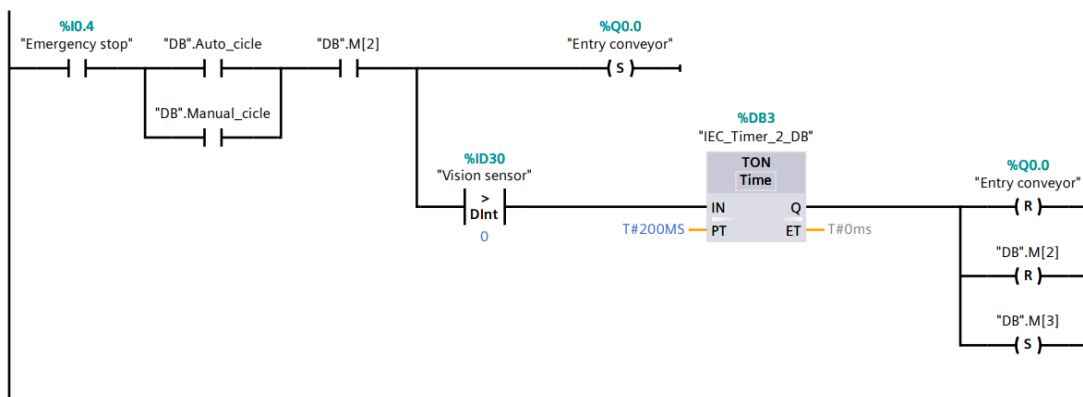 %I0.4
"Emergency stop"
"DB".Auto_cicle
"DB".M[2]
%Q0.0
"Entry conveyor"
S
"DB".Manual_cicle
%ID30
"Vision sensor"
>
DInt
0
%DB3
"IEC_Timer_2_DB"
TON
Time
IN
Q
T#200MS
PT
ET
T#0ms
%Q0.0
"Entry conveyor"
R
"DB".M[2]
R
"DB".M[3]
S